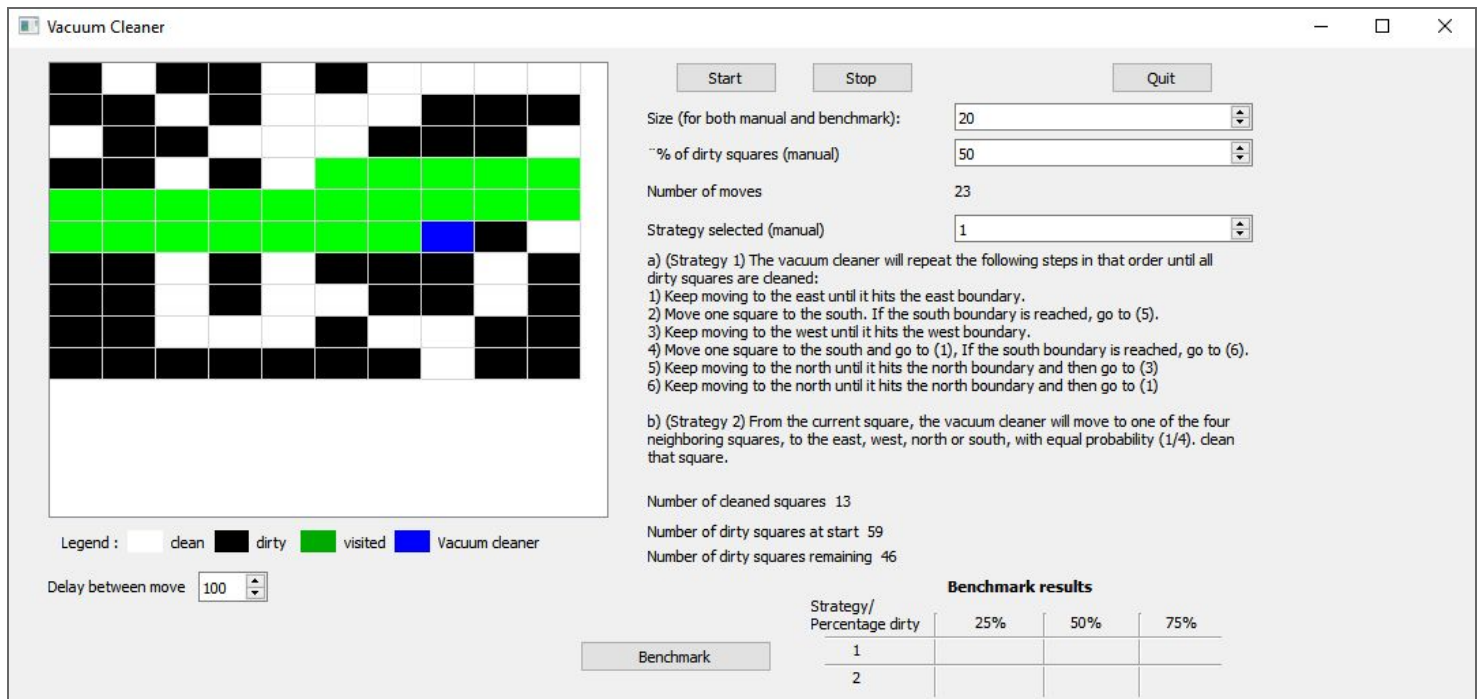 Vacuum Cleaner
Start Stop Quit
Size (for both manual and benchmark): 20
¨% of dirty squares (manual) 50
Number of moves 23
Strategy selected (manual) 1
a) (Strategy 1) The vacuum cleaner will repeat the following steps in that order until all
dirty squares are cleaned:
1) Keep moving to the east until it hits the east boundary.
2) Move one square to the south. If the south boundary is reached, go to (5).
3) Keep moving to the west until it hits the west boundary.
4) Move one square to the south and go to (1), If the south boundary is reached, go to (6).
5) Keep moving to the north until it hits the north boundary and then go to (3)
6) Keep moving to the north until it hits the north boundary and then go to (1)
b) (Strategy 2) From the current square, the vacuum cleaner will move to one of the four
neighboring squares, to the east, west, north or south, with equal probability (1/4). clean
that square.
Number of cleaned squares 13
Number of dirty squares at start 59
Number of dirty squares remaining 46
Legend : clean dirty visited Vacuum cleaner
Delay between move 100
Benchmark results
Strategy/
Percentage dirty 25% 50% 75%
1
2
Benchmark